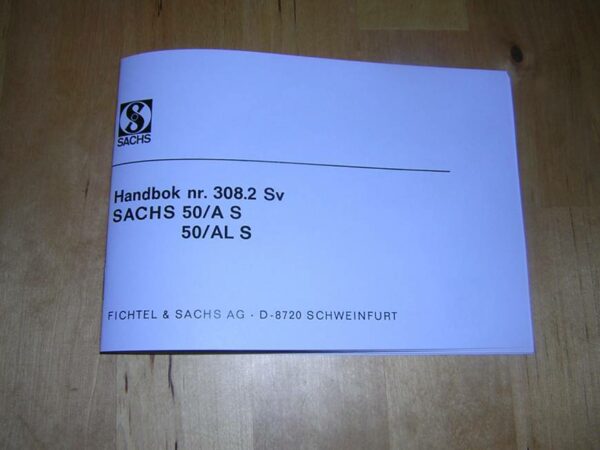 S
SACHS
Handbok nr. 308.2 Sv
SACHS 50/A S
50/AL S
FICHTEL & SACHS AG · D-8720 SCHWEINFURT